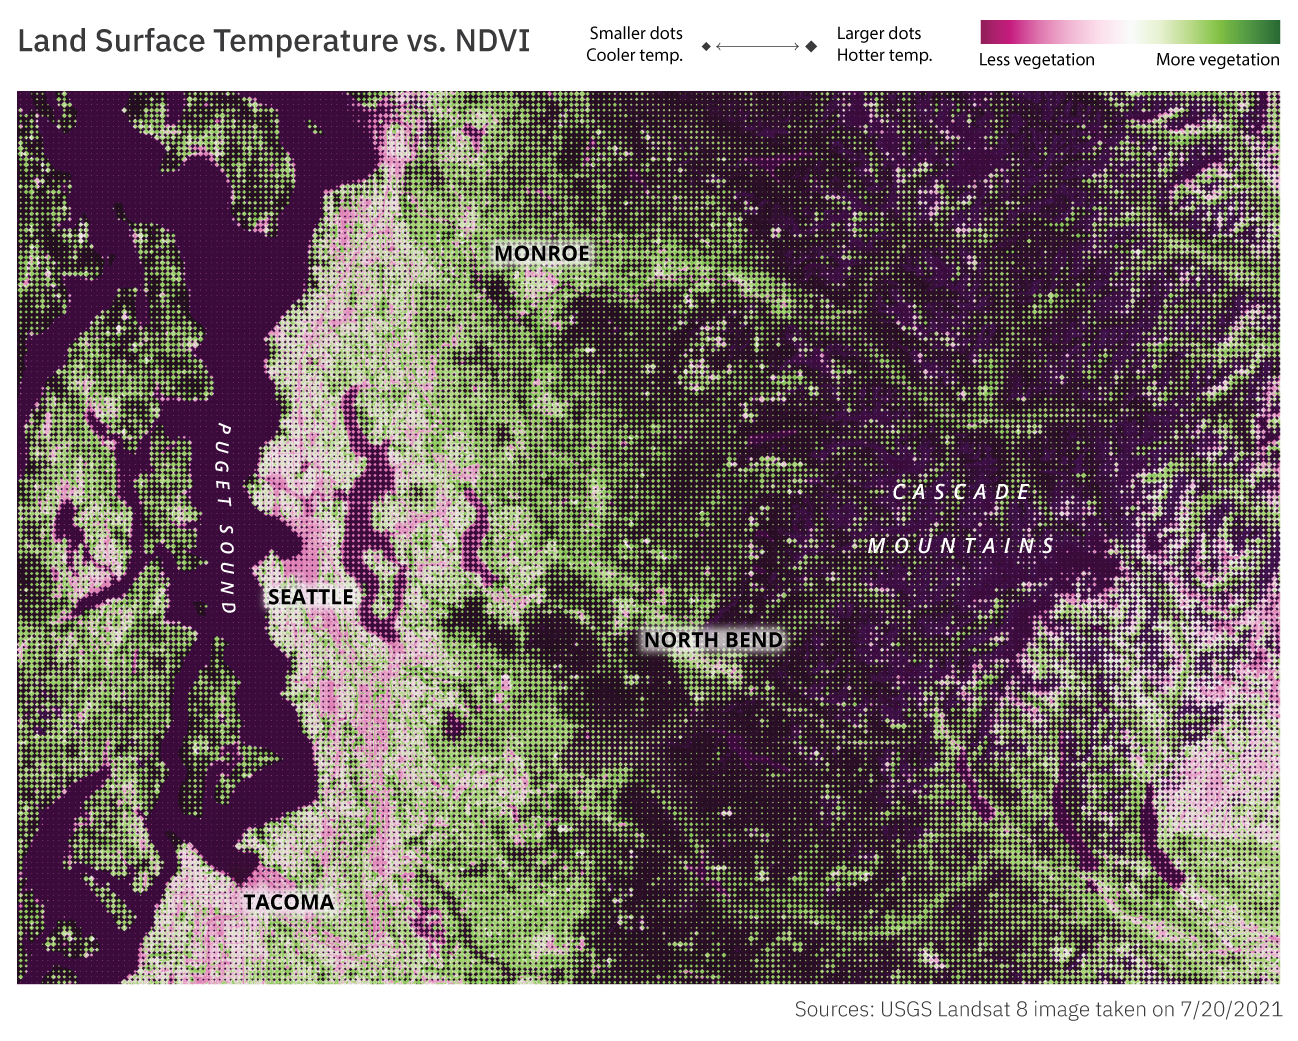 Land Surface Temperature vs. NDVI
Smaller dots
Cooler temp.
Larger dots
Hotter temp.
Less vegetation
More vegetation
MONROE
PUGET SOUND
CASCADE
MOUNTAINS
SEATTLE
NORTH BEND
TACOMA
Sources: USGS Landsat 8 image taken on 7/20/2021